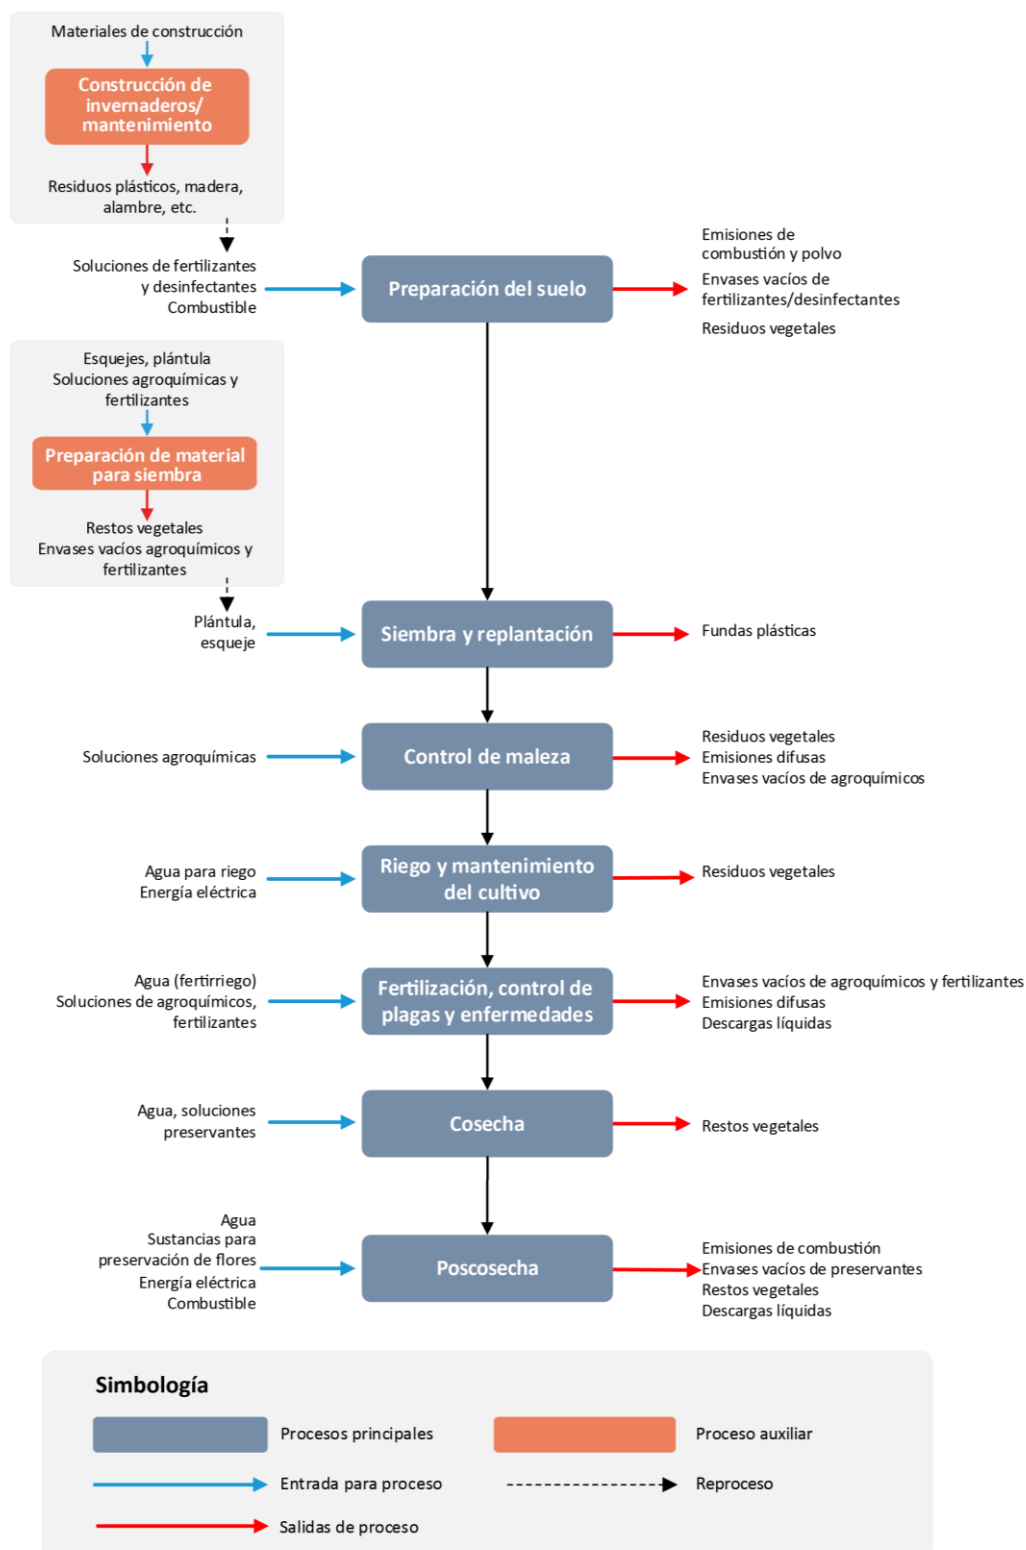 Materiales de construcción
Construcción de
invernaderos/
mantenimiento
Residuos plásticos, madera,
alambre, etc.
Soluciones de fertilizantes
y desinfectantes
Combustible
Preparación del suelo
Emisiones de
combustión y polvo
Envases vacíos de
fertilizantes/desinfectantes
Residuos vegetales
Esquejes, plántula
Soluciones agroquímicas y
fertilizantes
Preparación de material
para siembra
Restos vegetales
Envases vacíos agroquímicos y
fertilizantes
Plántula,
esqueje
Siembra y replantación
Fundas plásticas
Soluciones agroquímicas
Control de maleza
Residuos vegetales
Emisiones difusas
Envases vacíos de agroquímicos
Agua para riego
Energía eléctrica
Riego y mantenimiento
del cultivo
Residuos vegetales
Agua (fertirriego)
Soluciones de agroquímicos,
fertilizantes
Fertilización, control de
plagas y enfermedades
Envases vacíos de agroquímicos y fertilizantes
Emisiones difusas
Descargas líquidas
Agua, soluciones
preservantes
Cosecha
Restos vegetales
Agua
Sustancias para
preservación de flores
Energía eléctrica
Combustible
Poscosecha
Emisiones de combustión
Envases vacíos de preservantes
Restos vegetales
Descargas líquidas
Simbología
Procesos principales
Proceso auxiliar
Entrada para proceso
Reproceso
Salidas de proceso